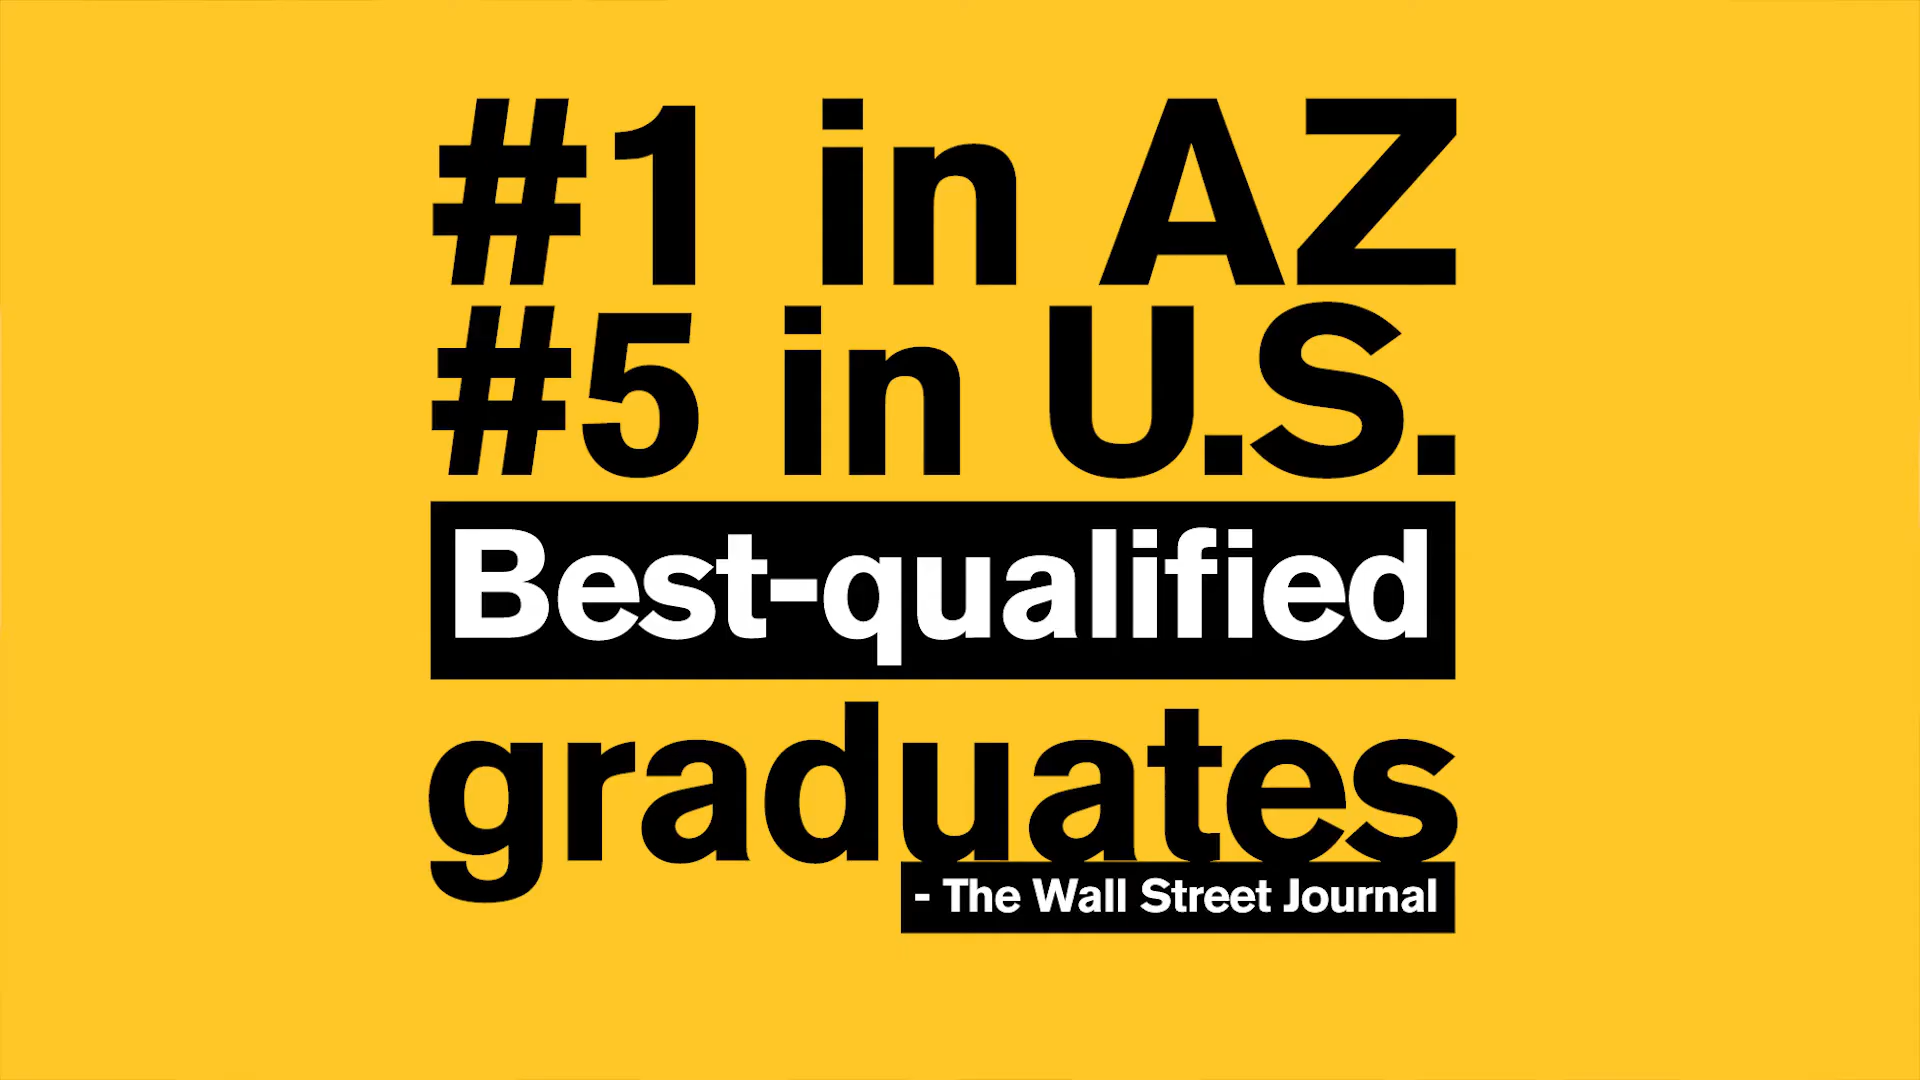 #1 in AZ
#5 in U.S.
Best-qualified
graduates
- The Wall Street Journal